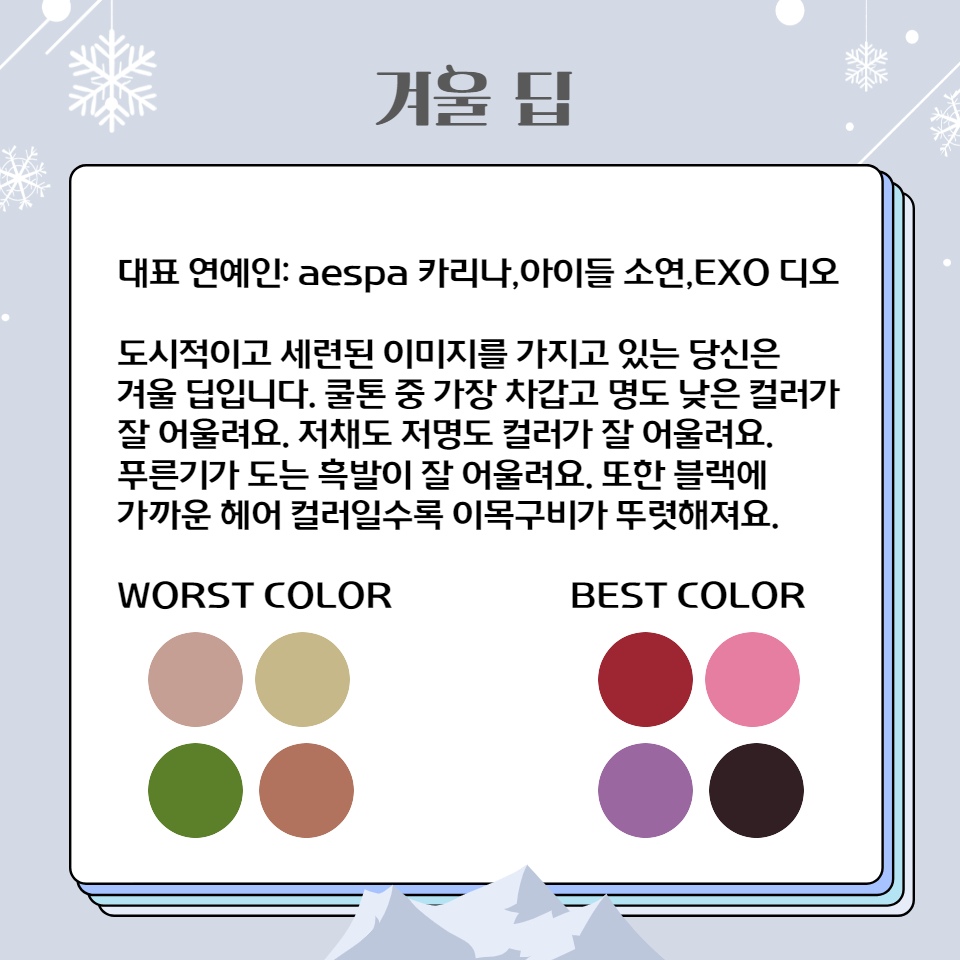 겨울 딥
대표 연예인: aespa 카리나,아이들 소연,EXO 디오
도시적이고 세련된 이미지를 가지고 있는 당신은
겨울 딥입니다. 쿨톤 중 가장 차갑고 명도 낮은 컬러가
잘 어울려요. 저채도 저명도 컬러가 잘 어울려요.
푸른기가 도는 흑발이 잘 어울려요. 또한 블랙에
가까운 헤어 컬러일수록 이목구비가 뚜렷해져요.
WORST COLOR
BEST COLOR